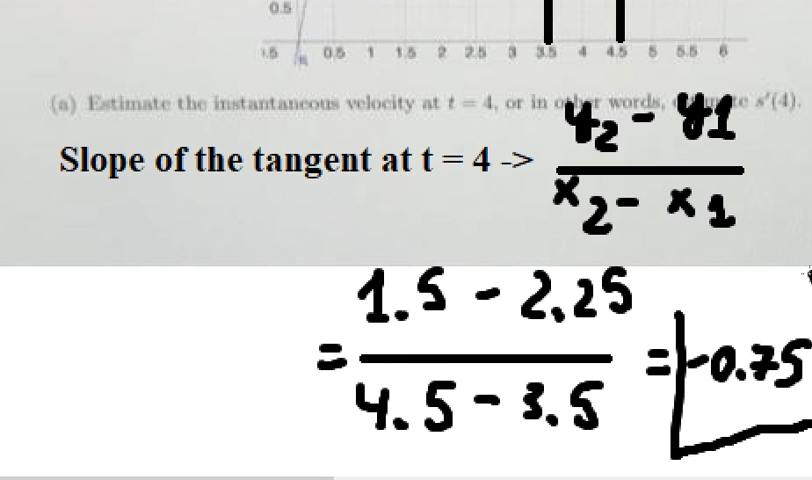 0.5
.5 0.5 1 1.5 2 2.5 3 3.5 4 4.5 5 5.5 6
(a) Estimate the instantaneous velocity at t = 4, or in other words, s′(4).
Slope of the tangent at t = 4 -> y2 - y1
x2 - x1
1.5 - 2.25
= = -0.75
4.5 - 3.5